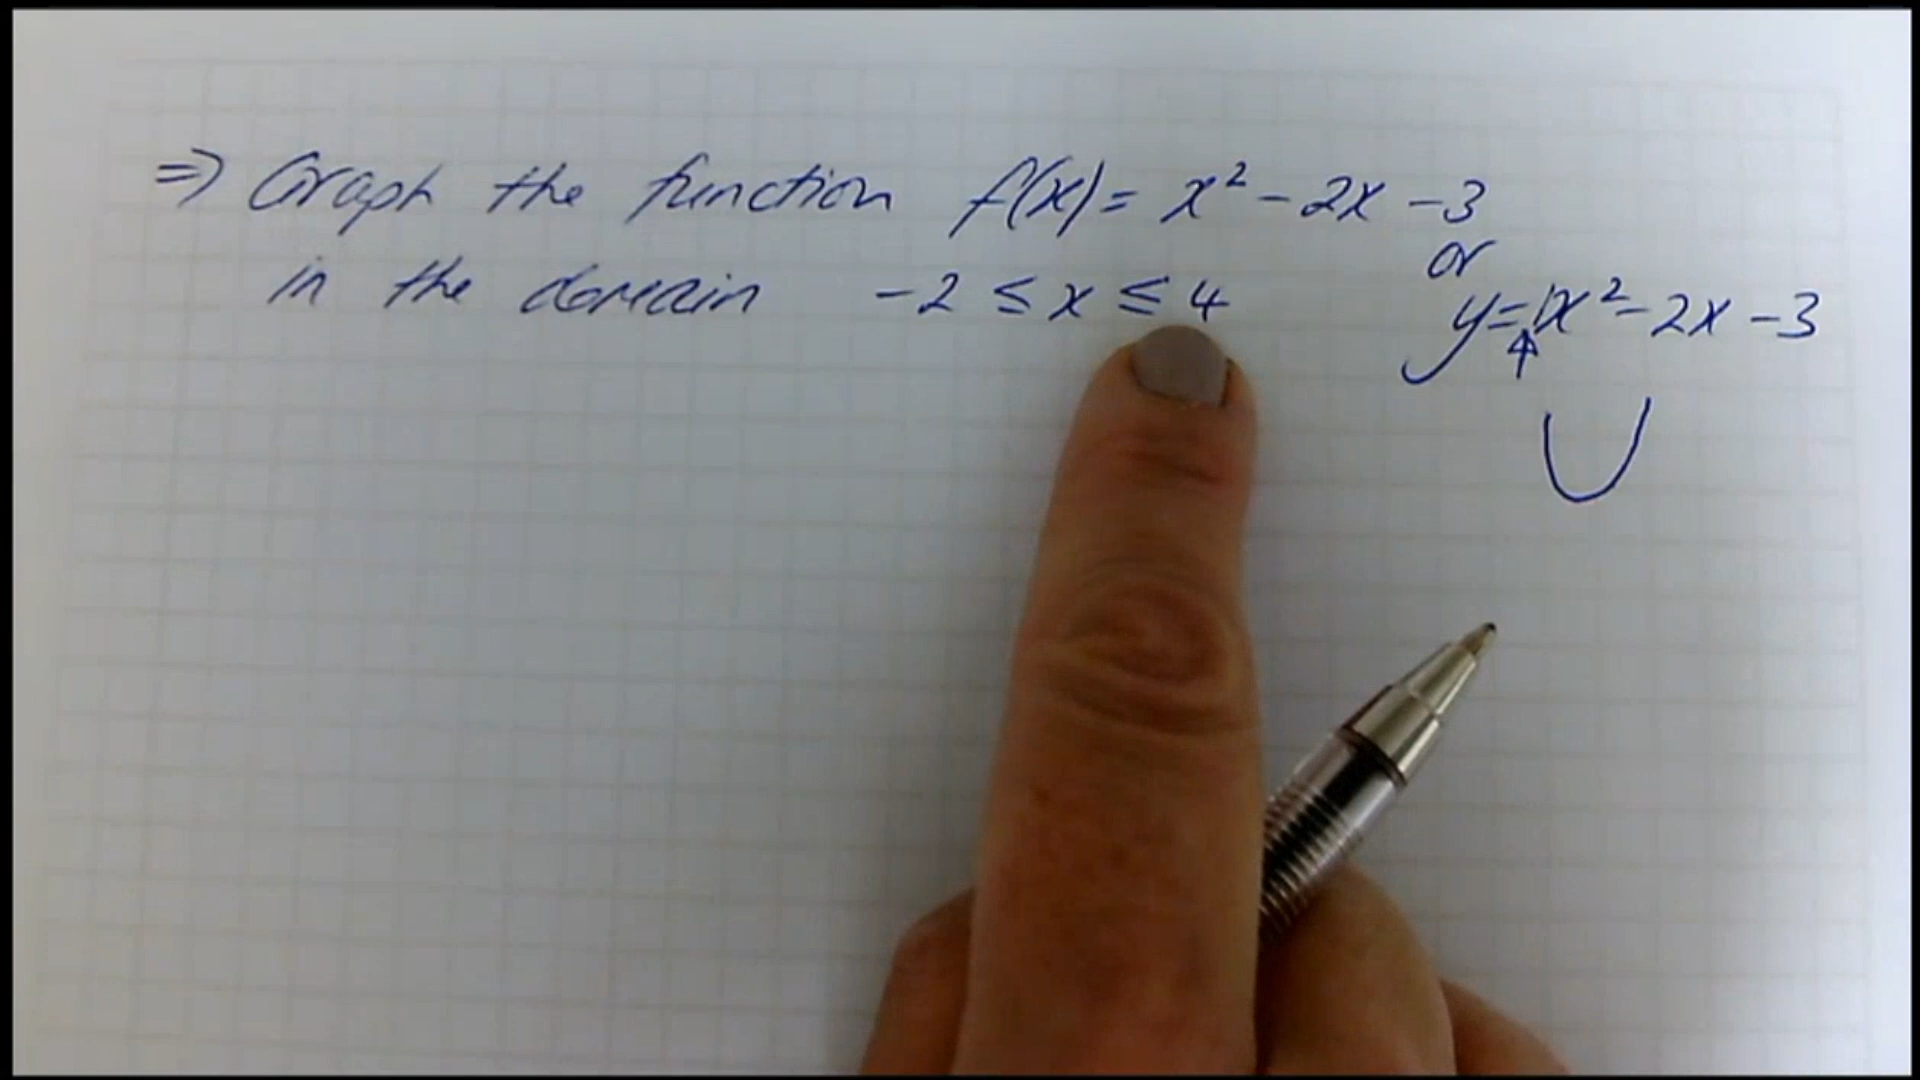 ⇒ Graph the function f(x) = x² - 2x - 3
or
in the domain -2 ≤ x ≤ 4
y = 1x² - 2x - 3